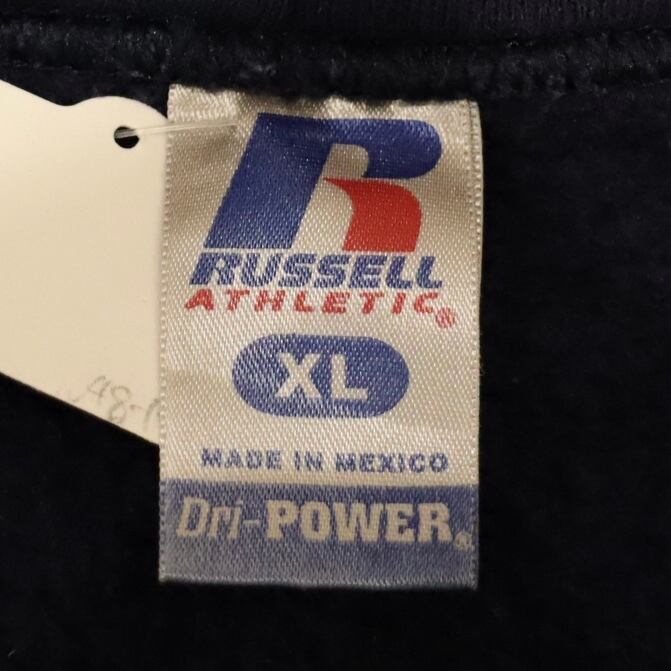 RUSSELL
ATHLETIC®
XL
MADE IN MEXICO
Dri-POWER®